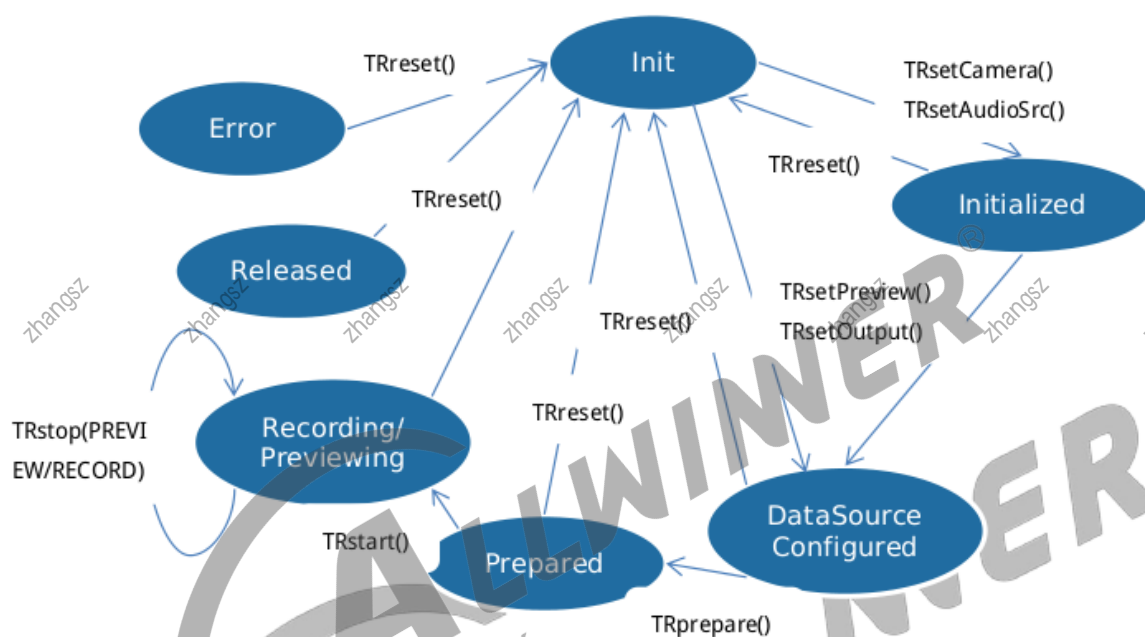 Init
TRreset()
TRsetCamera()
TRsetAudioSrc()
Error
TRreset()
TRreset()
Initialized
Released
zhangsz
zhangsz
zhangsz
zhangsz
zhangsz
zhangsz
TRsetPreview()
TRreset()
TRsetOutput()
ALLWINNER®
TRstop(PREVI
EW/RECORD)
Recording/
Previewing
TRreset()
TRstart()
Prepared
DataSource
Configured
TRprepare()